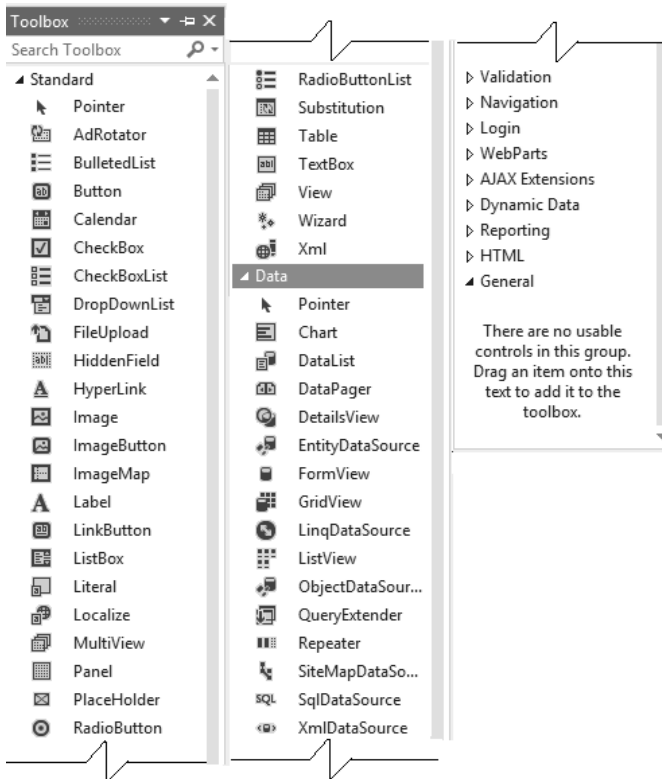 Toolbox
Search Toolbox
Standard
Pointer
AdRotator
BulletedList
Button
Calendar
CheckBox
CheckBoxList
DropDownList
FileUpload
HiddenField
HyperLink
Image
ImageButton
ImageMap
Label
LinkButton
ListBox
Literal
Localize
MultiView
Panel
PlaceHolder
RadioButton
RadioButtonList
Substitution
Table
TextBox
View
Wizard
Xml
Data
Pointer
Chart
DataList
DataPager
DetailsView
EntityDataSource
FormView
GridView
LinqDataSource
ListView
ObjectDataSour...
QueryExtender
Repeater
SiteMapDataSo...
SQL SqlDataSource
XmlDataSource
Validation
Navigation
Login
WebParts
AJAX Extensions
Dynamic Data
Reporting
HTML
General
There are no usable
controls in this group.
Drag an item onto this
text to add it to the
toolbox.